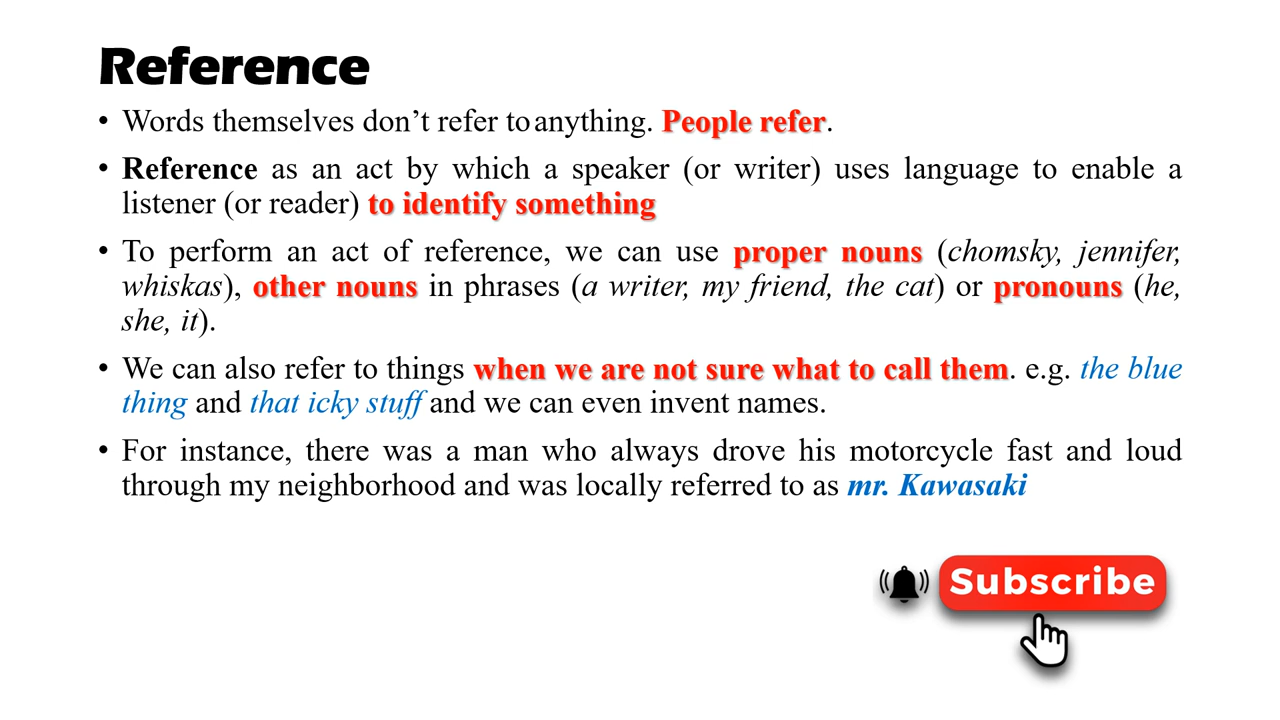 Reference
• Words themselves don’t refer to anything. People refer.
• Reference as an act by which a speaker (or writer) uses language to enable a
listener (or reader) to identify something
• To perform an act of reference, we can use proper nouns (chomsky, jennifer,
whiskas), other nouns in phrases (a writer, my friend, the cat) or pronouns (he,
she, it).
• We can also refer to things when we are not sure what to call them. e.g. the blue
thing and that icky stuff and we can even invent names.
• For instance, there was a man who always drove his motorcycle fast and loud
through my neighborhood and was locally referred to as mr. Kawasaki
Subscribe